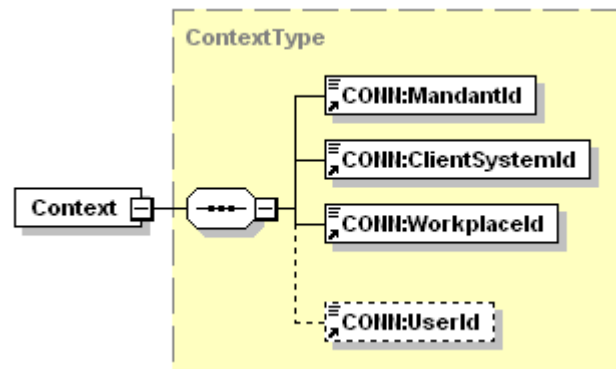 ContextType
CONN:MandantId
CONN:ClientSystemId
Context
CONN:WorkplaceId
CONN:UserId